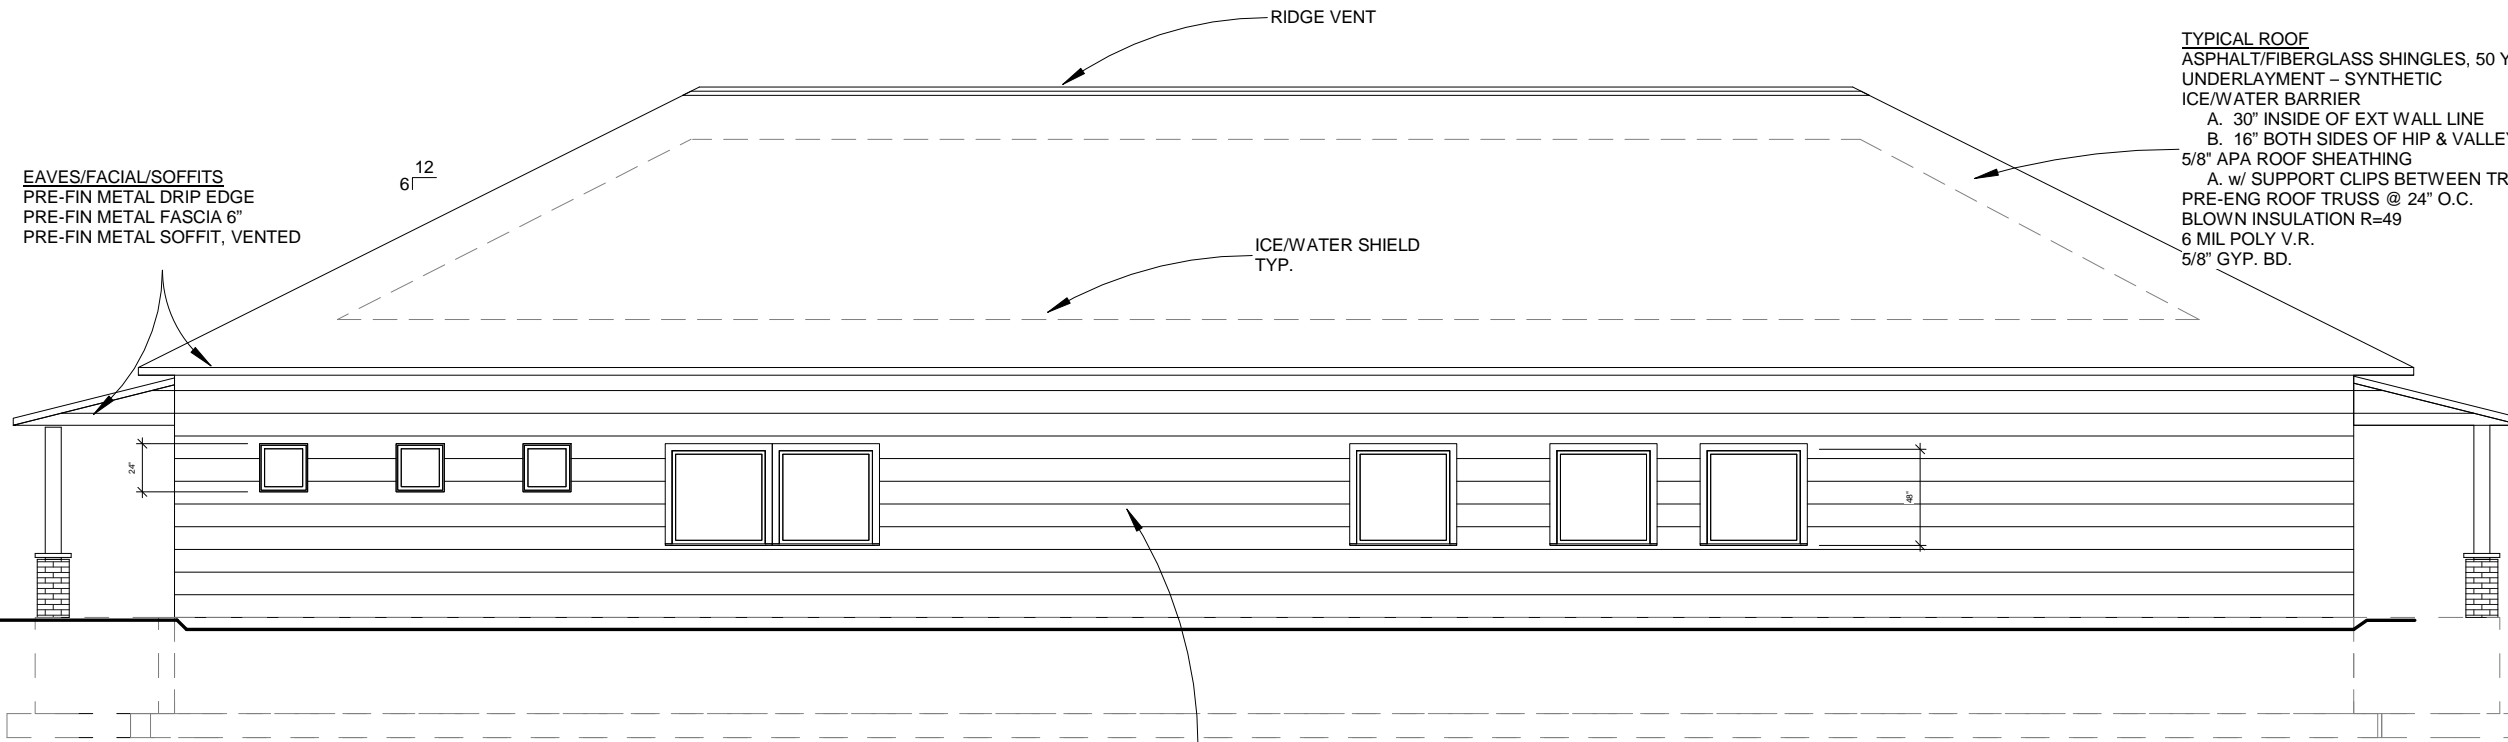 RIDGE VENT
TYPICAL ROOF
ASPHALT/FIBERGLASS SHINGLES, 50 Y
UNDERLAYMENT – SYNTHETIC
ICE/WATER BARRIER
A. 30” INSIDE OF EXT WALL LINE
B. 16” BOTH SIDES OF HIP & VALLEY
5/8" APA ROOF SHEATHING
A. w/ SUPPORT CLIPS BETWEEN TR
PRE-ENG ROOF TRUSS @ 24” O.C.
BLOWN INSULATION R=49
6 MIL POLY V.R.
5/8” GYP. BD.
12
6
EAVES/FACIAL/SOFFITS
PRE-FIN METAL DRIP EDGE
PRE-FIN METAL FASCIA 6”
PRE-FIN METAL SOFFIT, VENTED
ICE/WATER SHIELD
TYP.
24"
48"